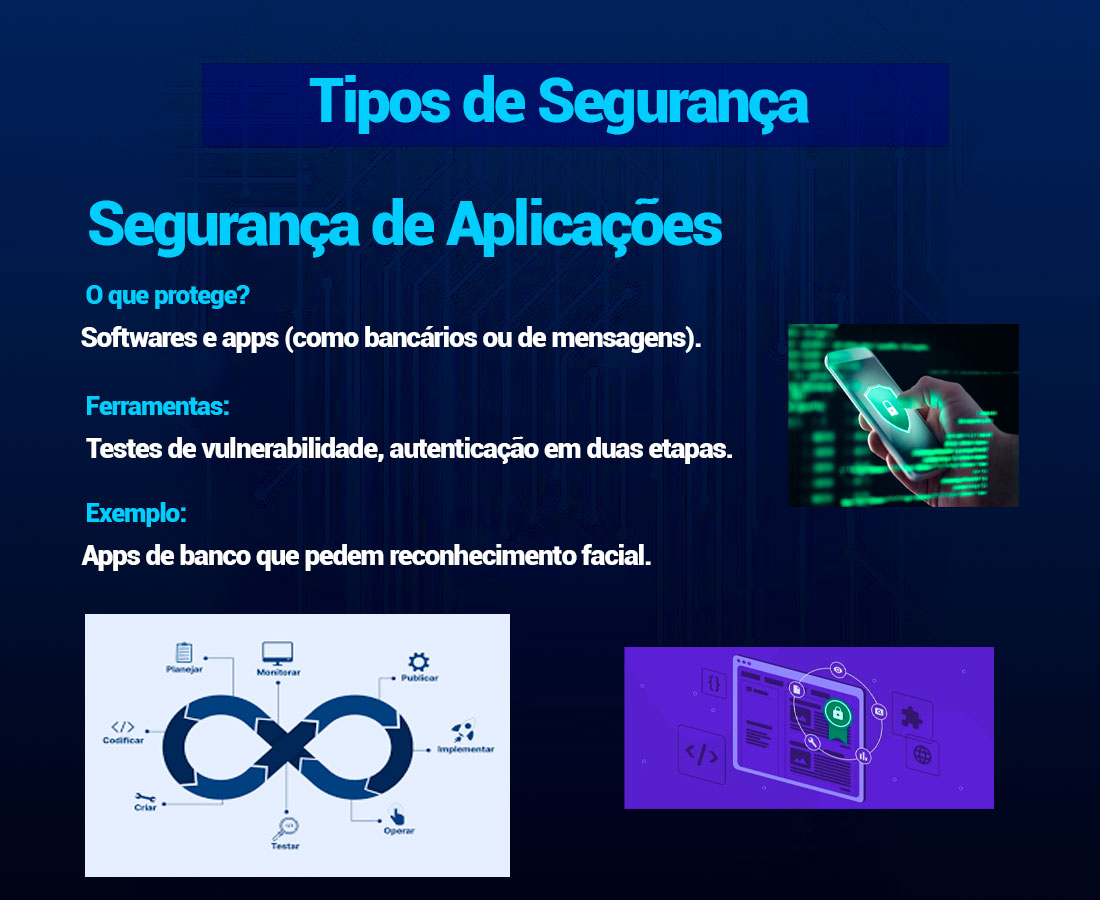 Tipos de Segurança
Segurança de Aplicações
O que protege?
Softwares e apps (como bancários ou de mensagens).
Ferramentas:
Testes de vulnerabilidade, autenticação em duas etapas.
Exemplo:
Apps de banco que pedem reconhecimento facial.
Planejar
Monitorar
Publicar
Codificar
Implementar
Criar
Operar
Testar